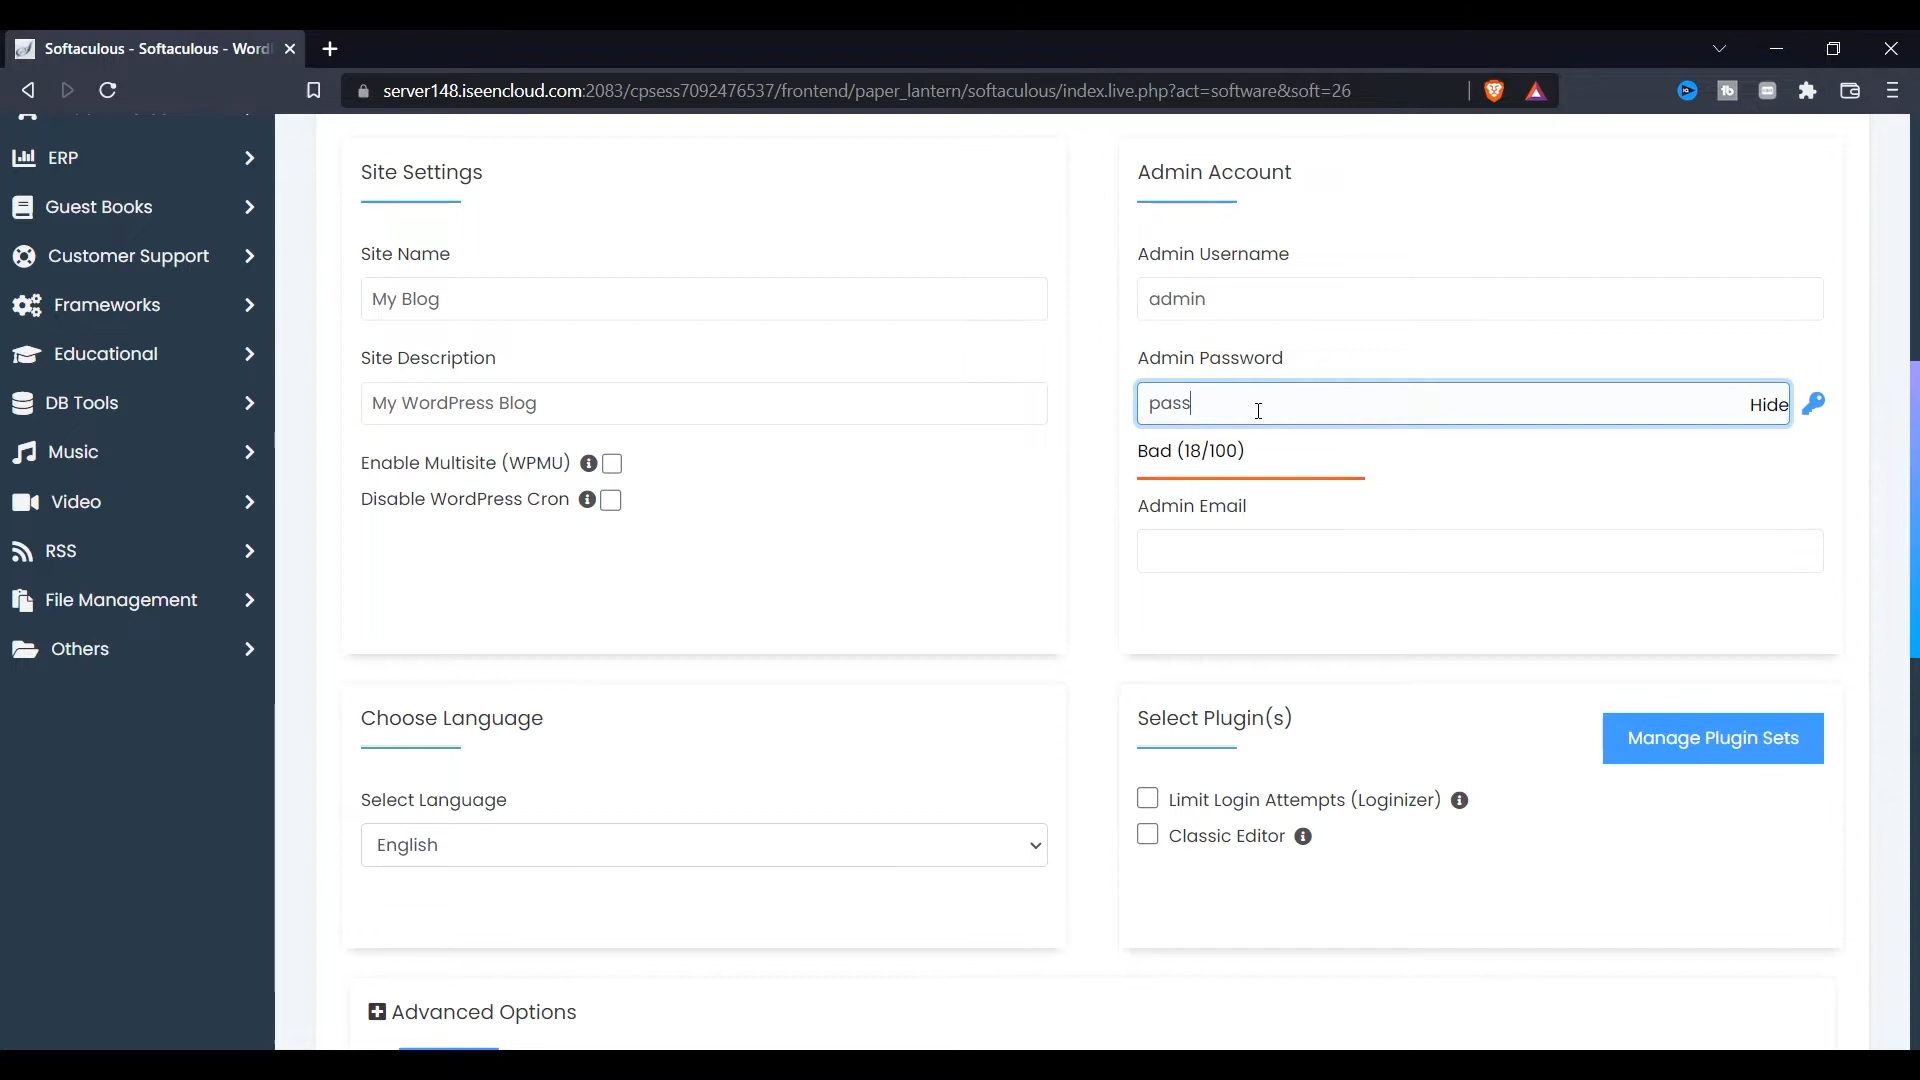 Softaculous - Softaculous - Word
server148.iseencloud.com:2083/cpsess7092476537/frontend/paper_lantern/softaculous/index.live.php?act=software&soft=26
ERP
Guest Books
Customer Support
Frameworks
Educational
DB Tools
Music
Video
RSS
File Management
Others
Site Settings
Site Name
My Blog
Site Description
My WordPress Blog
Enable Multisite (WPMU)
Disable WordPress Cron
Admin Account
Admin Username
admin
Admin Password
pass
Hide
Bad (18/100)
Admin Email
Choose Language
Select Language
English
Select Plugin(s)
Manage Plugin Sets
Limit Login Attempts (Loginizer)
Classic Editor
Advanced Options